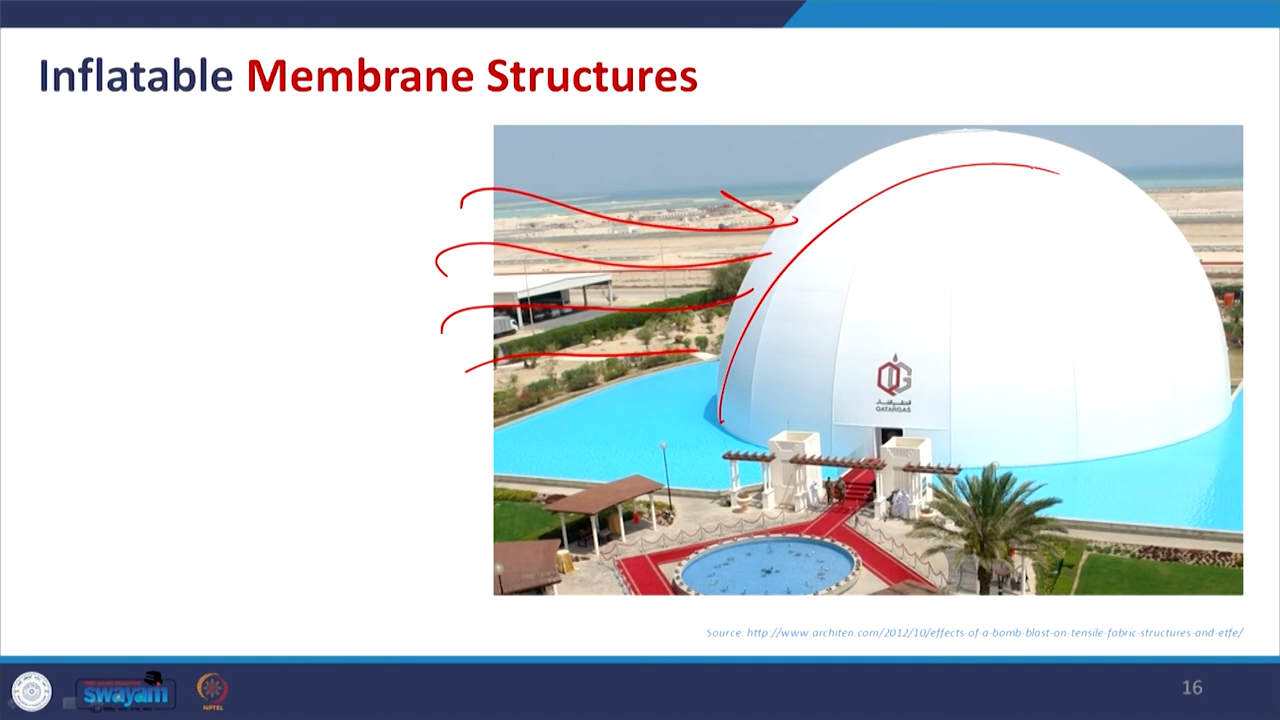 Inflatable Membrane Structures
QG
QATARGAS
Source: http://www.architen.com/2012/10/effects-of-a-bomb-blast-on-tensile-fabric-structures-and-etfe/
swayam
NPTEL
16